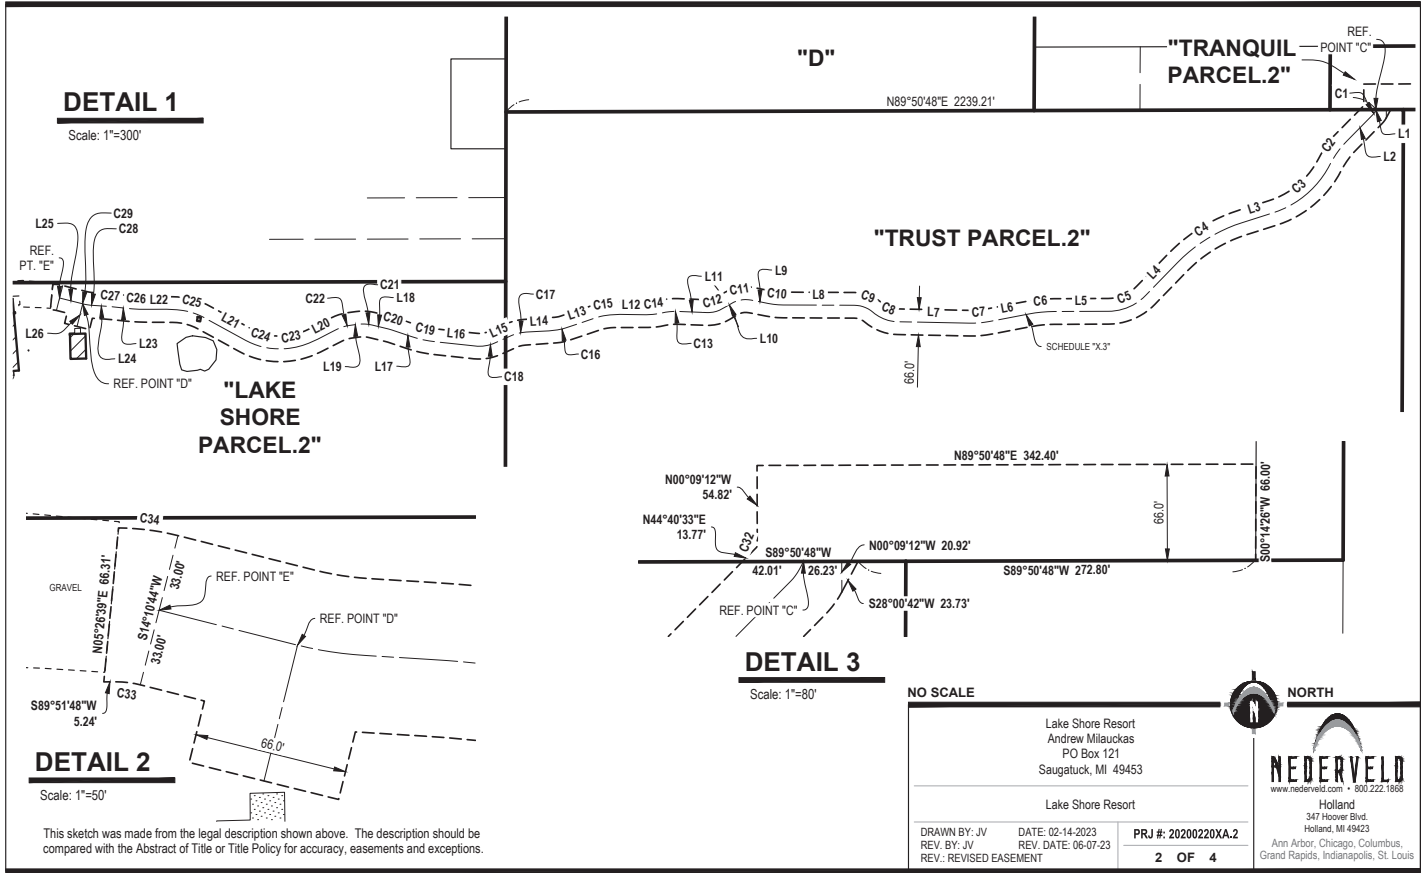 DETAIL 1
Scale: 1"=300'
"D"
N89°50'48"E 2239.21'
"TRANQUIL
PARCEL.2"
REF.
POINT "C"
C1
L1
L2
C2
C3
L3
C4
L4
C5
L5
C6
L6
C7
L7
C8
C9
L8
C10
L9
C11
L10
C12
L11
C13
C14
L12
C15
L13
C16
L14
C17
L15
C18
L16
C19
L17
C20
L18
C21
L19
C22
L20
C23
C24
L21
C25
L22
C26
L23
C27
L24
C28
C29
L25
L26
REF.
PT. "E"
REF. POINT "D"
"TRUST PARCEL.2"
SCHEDULE "X.3"
66.0'
"LAKE
SHORE
PARCEL.2"
N89°50'48"E 342.40'
N00°09'12"W
54.82'
N44°40'33"E
13.77'
C32
S89°50'48"W
42.01'
26.23'
N00°09'12"W 20.92'
66.0'
S00°14'26"W 66.00'
S89°50'48"W 272.80'
S28°00'42"W 23.73'
REF. POINT "C"
DETAIL 3
Scale: 1"=80'
C34
GRAVEL
N05°26'39"E 66.31'
S14°10'44"W
33.00'
33.00'
REF. POINT "E"
REF. POINT "D"
C33
S89°51'48"W
5.24'
66.0'
DETAIL 2
Scale: 1"=50'
This sketch was made from the legal description shown above. The description should be
compared with the Abstract of Title or Title Policy for accuracy, easements and exceptions.
NO SCALE
N
NORTH
Lake Shore Resort
Andrew Milauckas
PO Box 121
Saugatuck, MI 49453
Lake Shore Resort
DRAWN BY: JV DATE: 02-14-2023
REV. BY: JV REV. DATE: 06-07-23
REV.: REVISED EASEMENT
PRJ #: 20200220XA.2
2 OF 4
NEDERVELD
www.nederveld.com • 800.222.1868
Holland
347 Hoover Blvd.
Holland, MI 49423
Ann Arbor, Chicago, Columbus,
Grand Rapids, Indianapolis, St. Louis